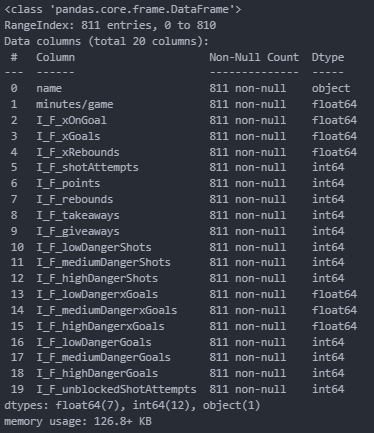 <class 'pandas.core.frame.DataFrame'>
RangeIndex: 811 entries, 0 to 810
Data columns (total 20 columns):
 #   Column                    Non-Null Count  Dtype
---  ------                    --------------  -----
 0   name                      811 non-null    object
 1   minutes/game              811 non-null    float64
 2   I_F_xOnGoal               811 non-null    float64
 3   I_F_xGoals                811 non-null    float64
 4   I_F_xRebounds             811 non-null    float64
 5   I_F_shotAttempts          811 non-null    int64
 6   I_F_points                811 non-null    int64
 7   I_F_rebounds              811 non-null    int64
 8   I_F_takeaways             811 non-null    int64
 9   I_F_giveaways             811 non-null    int64
 10  I_F_lowDangerShots        811 non-null    int64
 11  I_F_mediumDangerShots     811 non-null    int64
 12  I_F_highDangerShots       811 non-null    int64
 13  I_F_lowDangerxGoals       811 non-null    float64
 14  I_F_mediumDangerxGoals    811 non-null    float64
 15  I_F_highDangerxGoals      811 non-null    float64
 16  I_F_lowDangerGoals        811 non-null    int64
 17  I_F_mediumDangerGoals     811 non-null    int64
 18  I_F_highDangerGoals       811 non-null    int64
 19  I_F_unblockedShotAttempts 811 non-null    int64
dtypes: float64(7), int64(12), object(1)
memory usage: 126.8+ KB